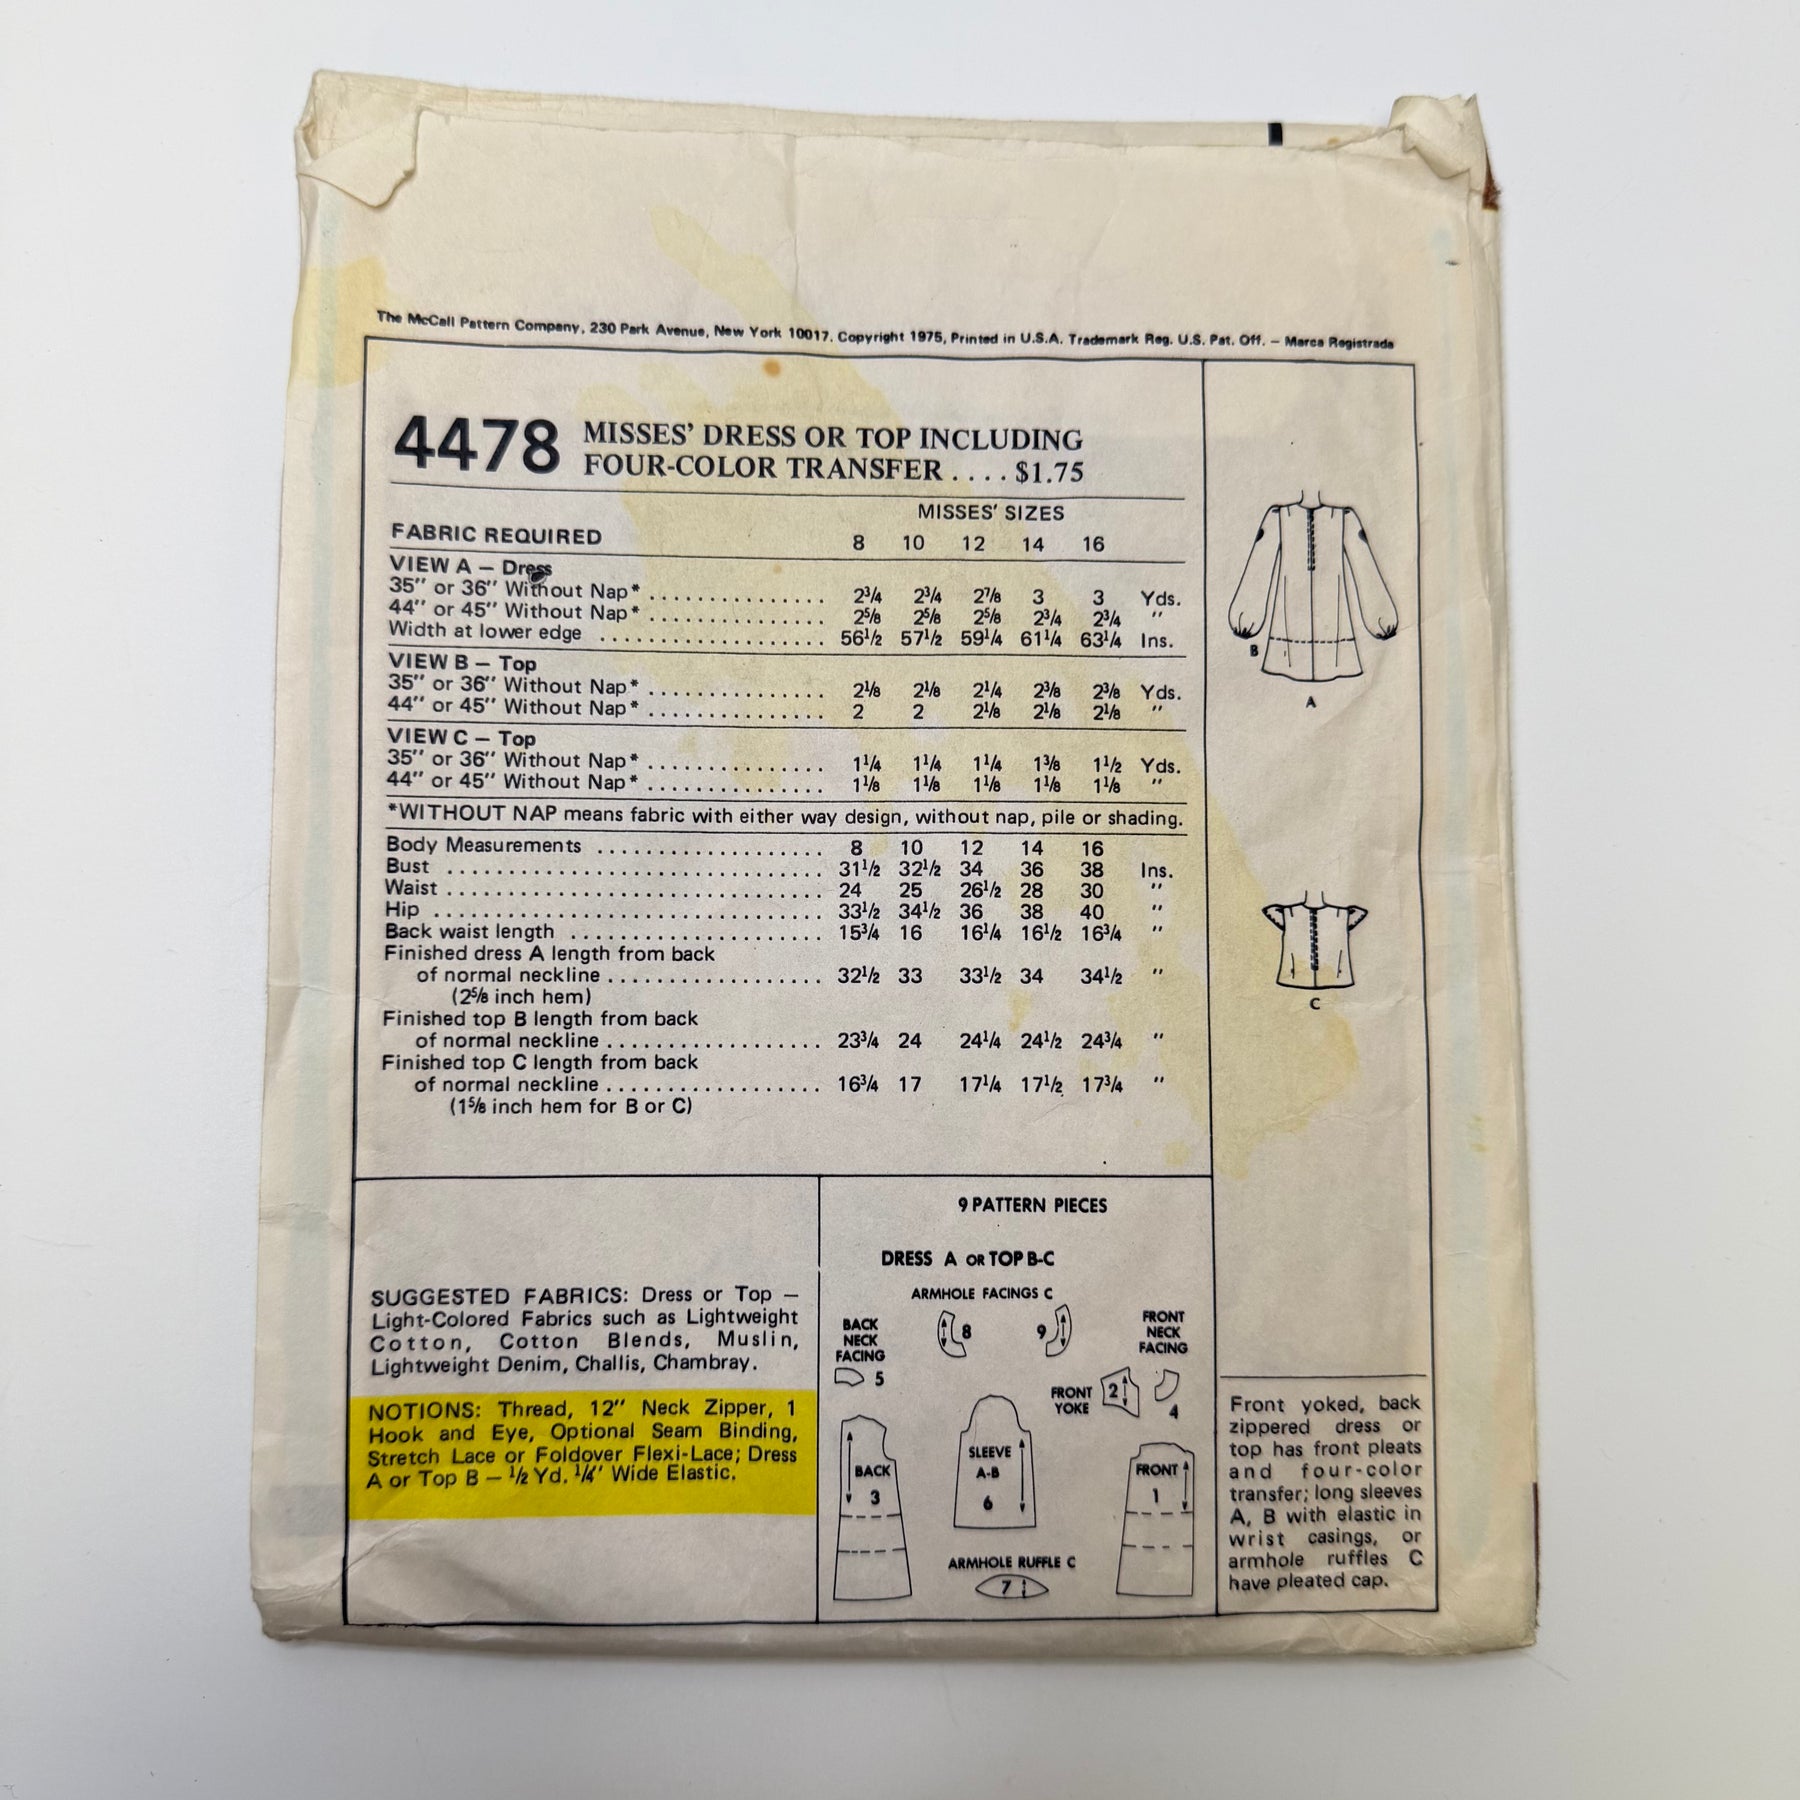 The McCall Pattern Company, 230 Park Avenue, New York 10017. Copyright 1975, Printed in U.S.A. Trademark Reg. U.S. Pat. Off. – Marca Registrada
4478 MISSES' DRESS OR TOP INCLUDING
FOUR-COLOR TRANSFER .... $1.75
MISSES' SIZES
FABRIC REQUIRED 8 10 12 14 16
VIEW A – Dress
35" or 36" Without Nap* ............... 2¾ 2¾ 2⅞ 3 3 Yds.
44" or 45" Without Nap* ............... 2⅝ 2⅝ 2⅝ 2¾ 2¾ "
Width at lower edge ................... 56½ 57½ 59¼ 61¼ 63¼ Ins.
VIEW B – Top
35" or 36" Without Nap* ............... 2⅛ 2⅛ 2¼ 2⅜ 2⅜ Yds.
44" or 45" Without Nap* ............... 2 2 2⅛ 2⅛ 2⅛ "
VIEW C – Top
35" or 36" Without Nap* ............... 1¼ 1¼ 1¼ 1⅜ 1½ Yds.
44" or 45" Without Nap* ............... 1⅛ 1⅛ 1⅛ 1⅛ 1⅛ "
*WITHOUT NAP means fabric with either way design, without nap, pile or shading.
Body Measurements ................... 8 10 12 14 16
Bust ................................ 31½ 32½ 34 36 38 Ins.
Waist ................................ 24 25 26½ 28 30 "
Hip ................................. 33½ 34½ 36 38 40 "
Back waist length ..................... 15¾ 16 16¼ 16½ 16¾ "
Finished dress A length from back
of normal neckline .................. 32½ 33 33½ 34 34½ "
(2⅝ inch hem)
Finished top B length from back
of normal neckline .................. 23¾ 24 24¼ 24½ 24¾ "
Finished top C length from back
of normal neckline .................. 16¾ 17 17¼ 17½ 17¾ "
(1⅝ inch hem for B or C)
B
A
C
SUGGESTED FABRICS: Dress or Top –
Light-Colored Fabrics such as Lightweight
Cotton, Cotton Blends, Muslin,
Lightweight Denim, Challis, Chambray.
NOTIONS: Thread, 12" Neck Zipper, 1
Hook and Eye, Optional Seam Binding,
Stretch Lace or Foldover Flexi-Lace; Dress
A or Top B – ½ Yd. ¼" Wide Elastic.
9 PATTERN PIECES
DRESS A OR TOP B-C
ARMHOLE FACINGS C
8
9
BACK
NECK
FACING
5
FRONT
NECK
FACING
4
FRONT
YOKE
2
BACK
3
SLEEVE
A-B
6
FRONT
1
ARMHOLE RUFFLE C
7
Front yoked, back
zippered dress or
top has front pleats
and four-color
transfer; long sleeves
A, B with elastic in
wrist casings, or
armhole ruffles C
have pleated cap.